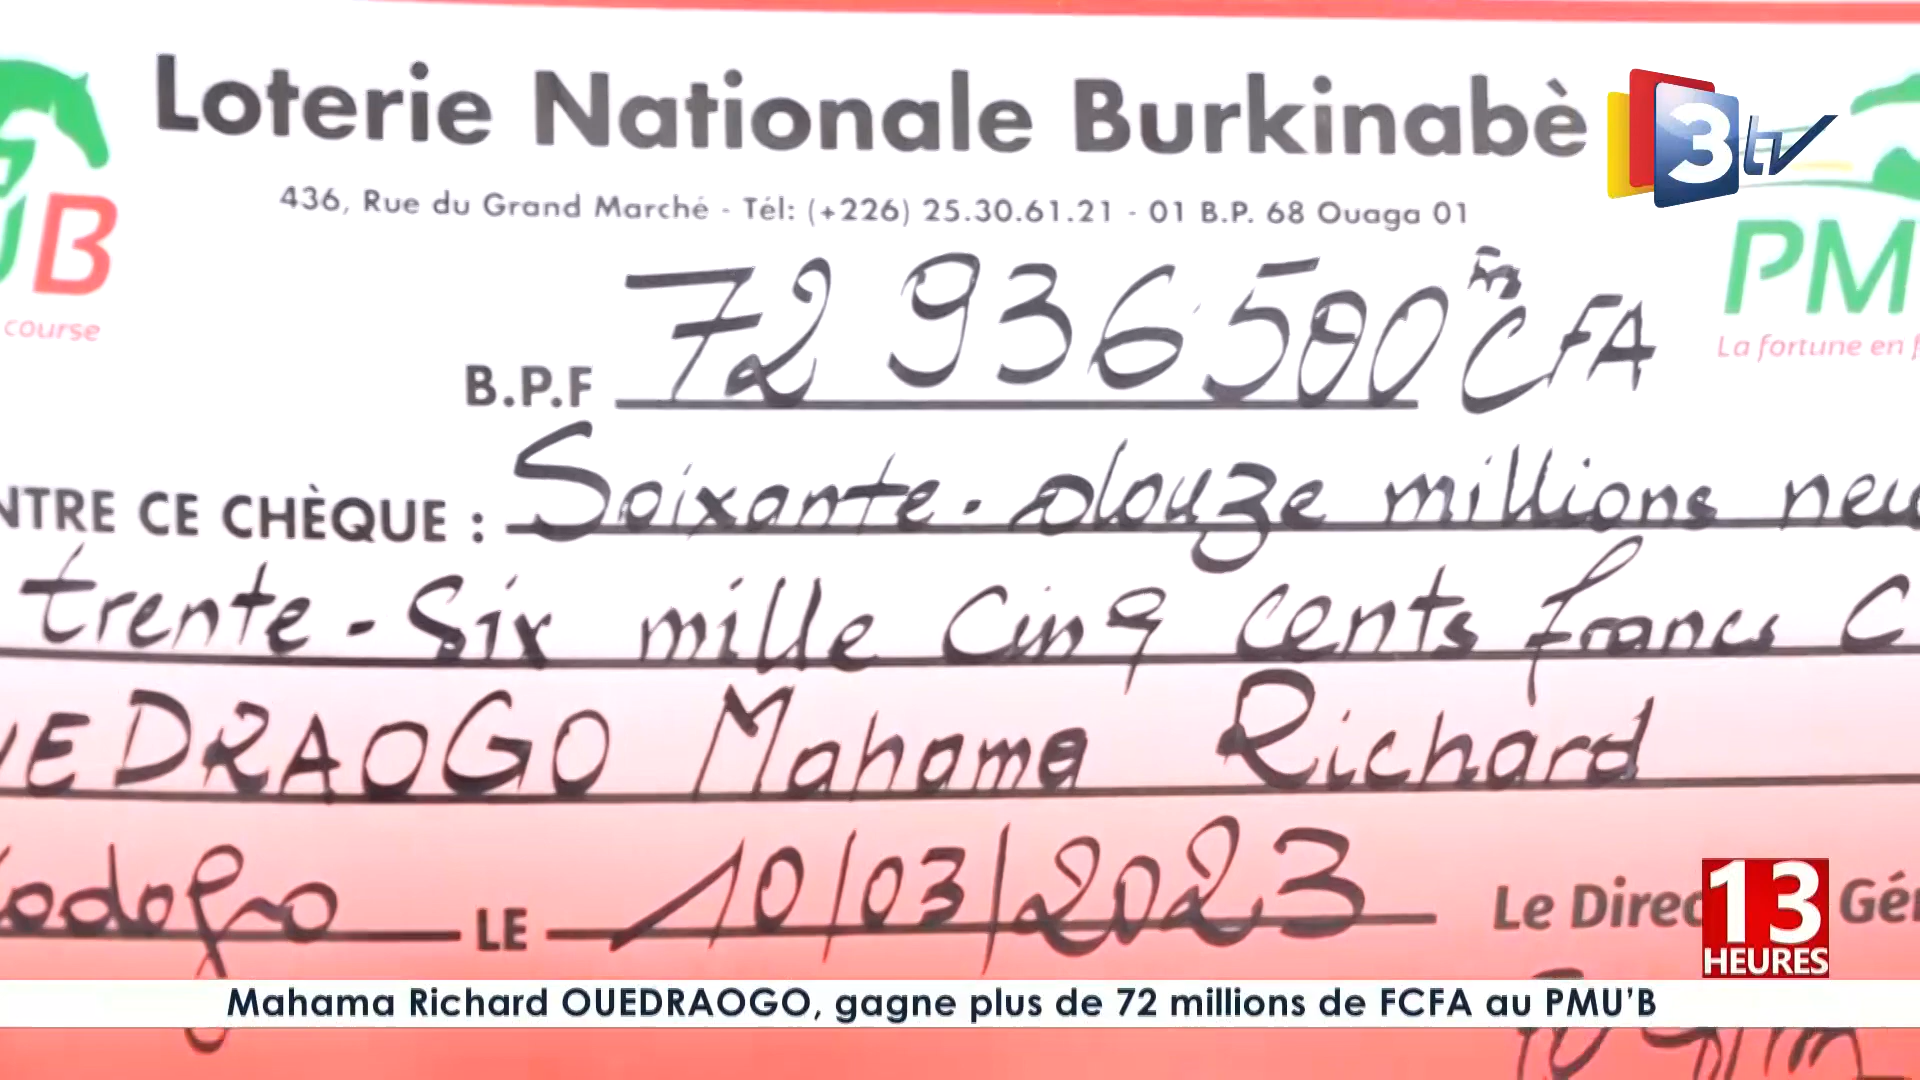 Loterie Nationale Burkinabè
3tv
436, Rue du Grand Marché - Tél: (+226) 25.30.61.21 - 01 B.P. 68 Ouaga 01
UB
PM
course
La fortune en f
B.P.F 72 936 500 F CFA
NTRE CE CHÈQUE : Soixante-douze millions neu
trente-six mille cinq cents francs C
UEDRAOGO Mahama Richard
LE 10/03/2023
Le Direc Gén
13
HEURES
Mahama Richard OUEDRAOGO, gagne plus de 72 millions de FCFA au PMU'B